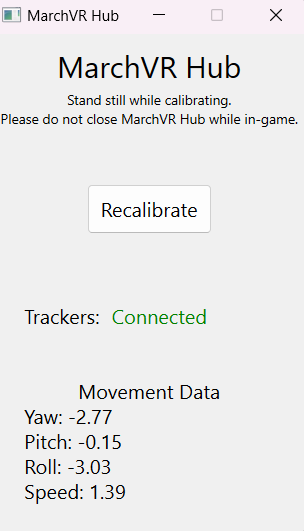 MarchVR Hub
MarchVR Hub
Stand still while calibrating.
Please do not close MarchVR Hub while in-game.
Recalibrate
Trackers: Connected
Movement Data
Yaw: -2.77
Pitch: -0.15
Roll: -3.03
Speed: 1.39